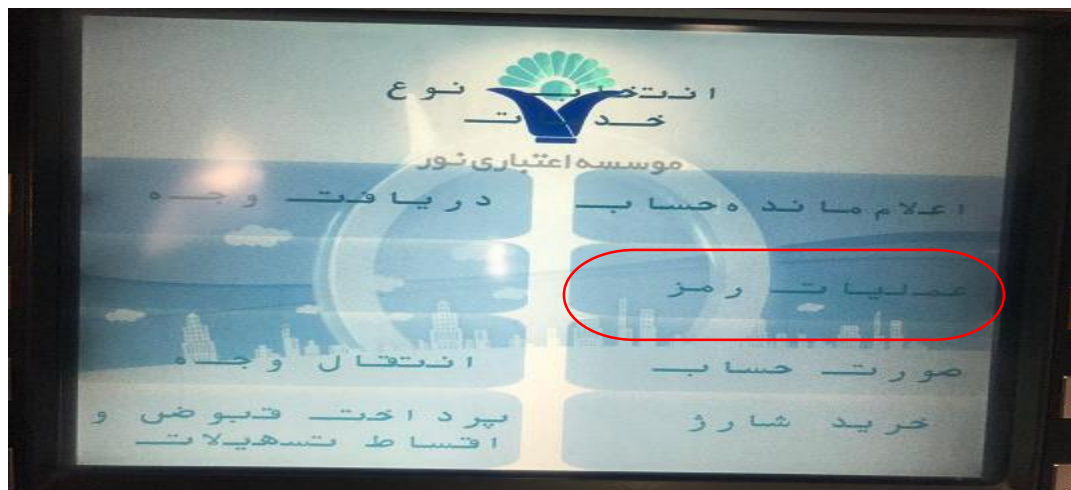 انتخاب نوع
خدمات
موسسه اعتباری نور
اعلام مانده حساب
دریافت وجه
عملیات رمز
صورت حساب
انتقال وجه
خرید شارژ
پرداخت قبوض و
اقساط تسهیلات